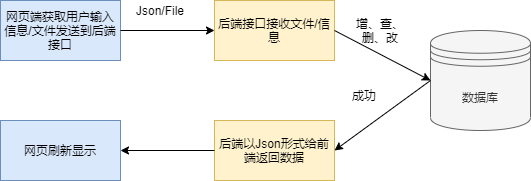 网页端获取用户输入
信息/文件发送到后端
接口
Json/File
后端接口接收文件/信
息
增、查、
删、改
数据库
成功
后端以Json形式给前
端返回数据
网页刷新显示